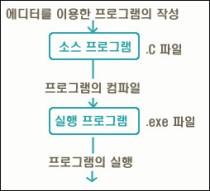 에디터를 이용한 프로그램의 작성
소스 프로그램 .C 파일
프로그램의 컴파일
실행 프로그램 .exe 파일
프로그램의 실행